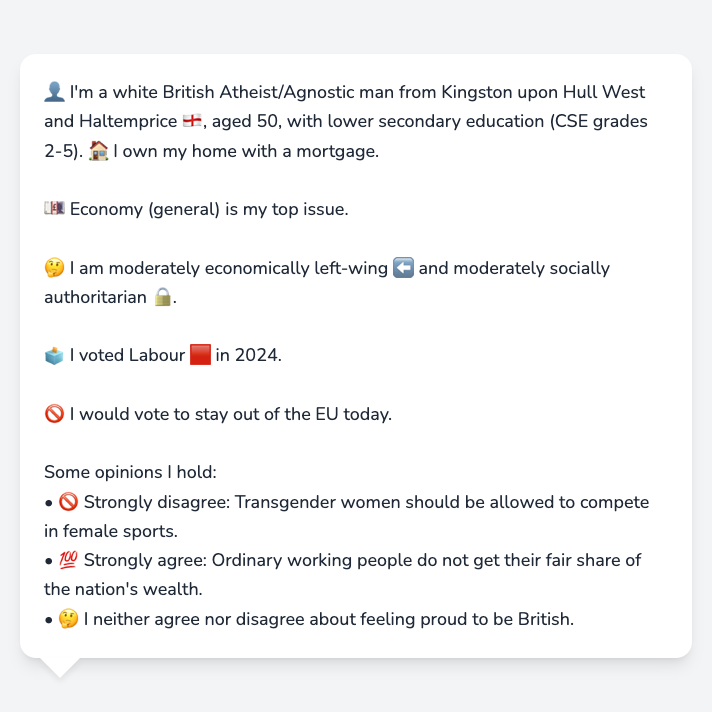 👤 I'm a white British Atheist/Agnostic man from Kingston upon Hull West
and Haltemprice 🏴󠁧󠁢󠁥󠁮󠁧󠁿, aged 50, with lower secondary education (CSE grades
2-5). 🏠 I own my home with a mortgage.
💷 Economy (general) is my top issue.
🤔 I am moderately economically left-wing ⬅️ and moderately socially
authoritarian 🔒.
🗳️ I voted Labour 🟥 in 2024.
🚫 I would vote to stay out of the EU today.
Some opinions I hold:
• 🚫 Strongly disagree: Transgender women should be allowed to compete
in female sports.
• 💯 Strongly agree: Ordinary working people do not get their fair share of
the nation's wealth.
• 🤔 I neither agree nor disagree about feeling proud to be British.